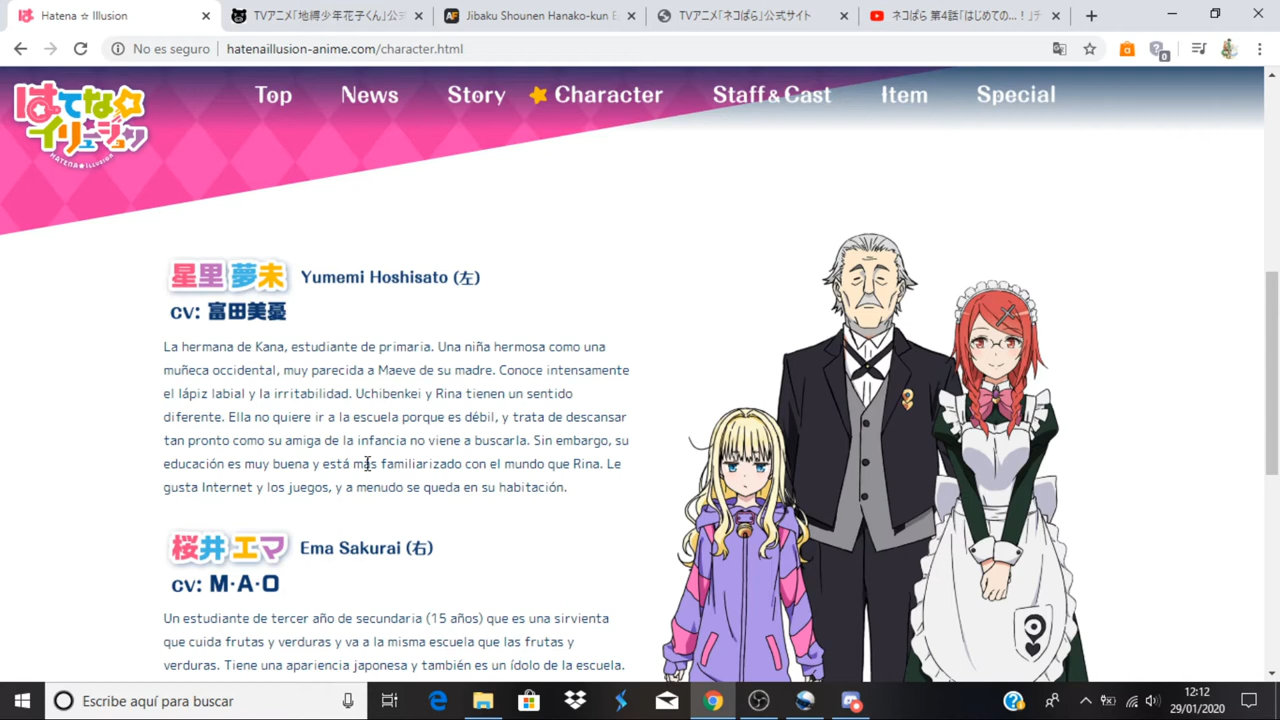 Hatena ☆ Illusion
TVアニメ「地縛少年花子くん」公式
Jibaku Shounen Hanako-kun E
TVアニメ「ネコぱら」公式サイト
ネコぱら 第4話「はじめての…！」チ
No es seguro
hatenaillusion-anime.com/character.html
はてな☆
イリュージョン
HATENA★ILLUSION
Top
News
Story
Character
Staff & Cast
Item
Special
星里 夢未
Yumemi Hoshisato (左)
cv: 富田美憂
La hermana de Kana, estudiante de primaria. Una niña hermosa como una
muñeca occidental, muy parecida a Maeve de su madre. Conoce intensamente
el lápiz labial y la irritabilidad. Uchibenkei y Rina tienen un sentido
diferente. Ella no quiere ir a la escuela porque es débil, y trata de descansar
tan pronto como su amiga de la infancia no viene a buscarla. Sin embargo, su
educación es muy buena y está más familiarizado con el mundo que Rina. Le
gusta Internet y los juegos, y a menudo se queda en su habitación.
桜井 エマ
Ema Sakurai (右)
cv: M·A·O
Un estudiante de tercer año de secundaria (15 años) que es una sirvienta
que cuida frutas y verduras y va a la misma escuela que las frutas y
verduras. Tiene una apariencia japonesa y también es un ídolo de la escuela.
Escribe aquí para buscar
12:12
29/01/2020